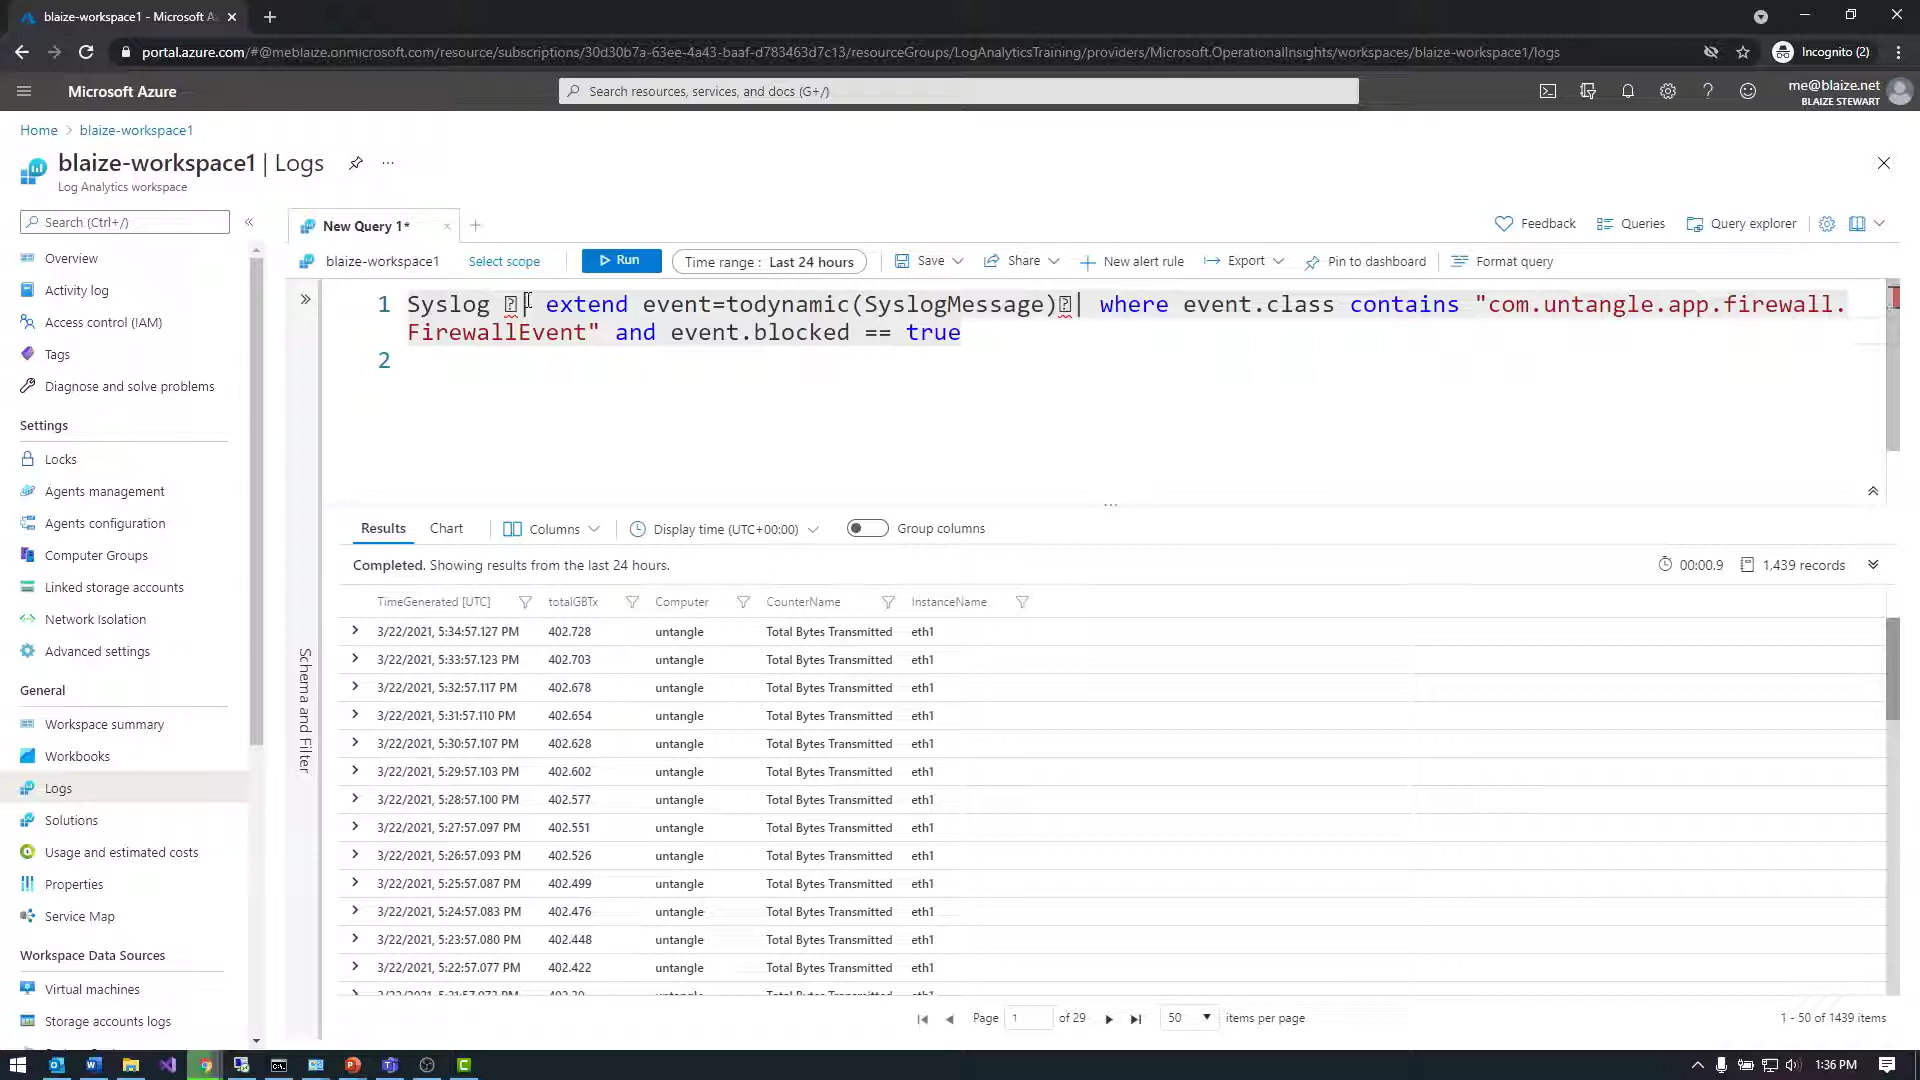 blaize-workspace1 - Microsoft A
portal.azure.com/#@meblaize.onmicrosoft.com/resource/subscriptions/30d30b7a-63ee-4a43-baaf-d783463d7c13/resourceGroups/LogAnalyticsTraining/providers/Microsoft.OperationalInsights/workspaces/blaize-workspace1/logs
Incognito (2)
Microsoft Azure
Search resources, services, and docs (G+/)
me@blaize.net
BLAIZE STEWART
Home > blaize-workspace1
blaize-workspace1 | Logs
Log Analytics workspace
Search (Ctrl+/)
Overview
Activity log
Access control (IAM)
Tags
Diagnose and solve problems
Settings
Locks
Agents management
Agents configuration
Computer Groups
Linked storage accounts
Network Isolation
Advanced settings
General
Workspace summary
Workbooks
Logs
Solutions
Usage and estimated costs
Properties
Service Map
Workspace Data Sources
Virtual machines
Storage accounts logs
New Query 1*
Feedback
Queries
Query explorer
blaize-workspace1
Select scope
Run
Time range : Last 24 hours
Save
Share
New alert rule
Export
Pin to dashboard
Format query
Schema and Filter
1 Syslog | extend event=todynamic(SyslogMessage)| where event.class contains "com.untangle.app.firewall.
FirewallEvent" and event.blocked == true
2
Results
Chart
Columns
Display time (UTC+00:00)
Group columns
Completed. Showing results from the last 24 hours.
00:00.9
1,439 records
TimeGenerated [UTC] totalGBTx Computer CounterName InstanceName
3/22/2021, 5:34:57.127 PM 402.728 untangle Total Bytes Transmitted eth1
3/22/2021, 5:33:57.123 PM 402.703 untangle Total Bytes Transmitted eth1
3/22/2021, 5:32:57.117 PM 402.678 untangle Total Bytes Transmitted eth1
3/22/2021, 5:31:57.110 PM 402.654 untangle Total Bytes Transmitted eth1
3/22/2021, 5:30:57.107 PM 402.628 untangle Total Bytes Transmitted eth1
3/22/2021, 5:29:57.103 PM 402.602 untangle Total Bytes Transmitted eth1
3/22/2021, 5:28:57.100 PM 402.577 untangle Total Bytes Transmitted eth1
3/22/2021, 5:27:57.097 PM 402.551 untangle Total Bytes Transmitted eth1
3/22/2021, 5:26:57.093 PM 402.526 untangle Total Bytes Transmitted eth1
3/22/2021, 5:25:57.087 PM 402.499 untangle Total Bytes Transmitted eth1
3/22/2021, 5:24:57.083 PM 402.476 untangle Total Bytes Transmitted eth1
3/22/2021, 5:23:57.080 PM 402.448 untangle Total Bytes Transmitted eth1
3/22/2021, 5:22:57.077 PM 402.422 untangle Total Bytes Transmitted eth1
Page 1 of 29
50 items per page
1 - 50 of 1439 items
1:36 PM